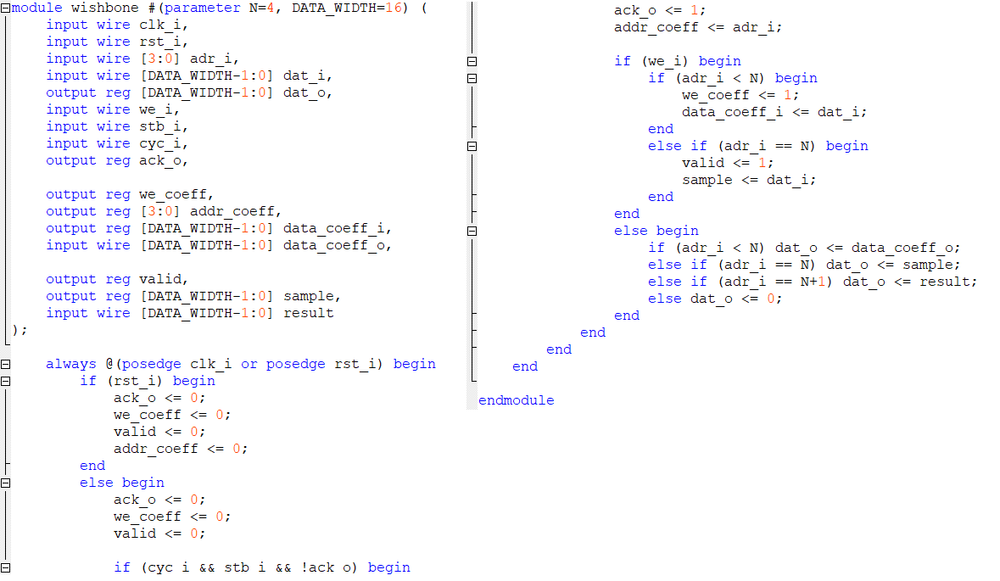 module wishbone #(parameter N=4, DATA_WIDTH=16) (
    input wire clk_i,
    input wire rst_i,
    input wire [3:0] adr_i,
    input wire [DATA_WIDTH-1:0] dat_i,
    output reg [DATA_WIDTH-1:0] dat_o,
    input wire we_i,
    input wire stb_i,
    input wire cyc_i,
    output reg ack_o,

    output reg we_coeff,
    output reg [3:0] addr_coeff,
    output reg [DATA_WIDTH-1:0] data_coeff_i,
    input wire [DATA_WIDTH-1:0] data_coeff_o,

    output reg valid,
    output reg [DATA_WIDTH-1:0] sample,
    input wire [DATA_WIDTH-1:0] result
);

    always @(posedge clk_i or posedge rst_i) begin
        if (rst_i) begin
            ack_o <= 0;
            we_coeff <= 0;
            valid <= 0;
            addr_coeff <= 0;
        end
        else begin
            ack_o <= 0;
            we_coeff <= 0;
            valid <= 0;

            if (cyc_i && stb_i && !ack_o) begin
                ack_o <= 1;
                addr_coeff <= adr_i;

                if (we_i) begin
                    if (adr_i < N) begin
                        we_coeff <= 1;
                        data_coeff_i <= dat_i;
                    end
                    else if (adr_i == N) begin
                        valid <= 1;
                        sample <= dat_i;
                    end
                end
                else begin
                    if (adr_i < N) dat_o <= data_coeff_o;
                    else if (adr_i == N) dat_o <= sample;
                    else if (adr_i == N+1) dat_o <= result;
                    else dat_o <= 0;
                end
            end
        end
    end

endmodule